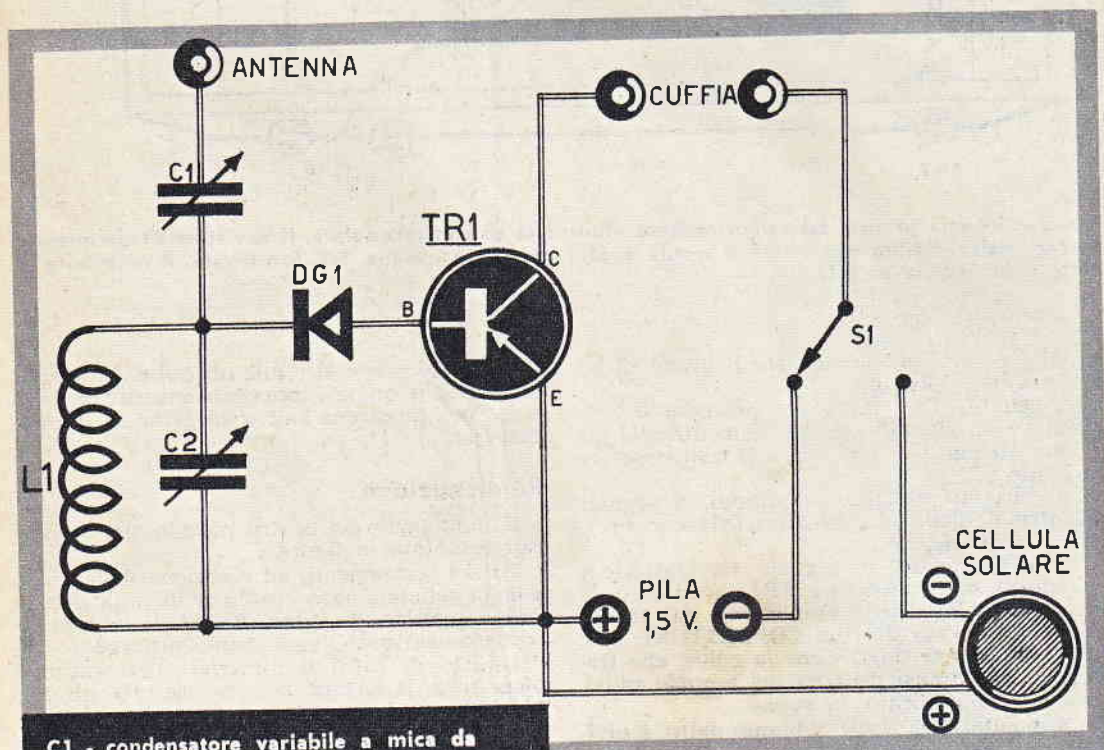 ANTENNA
CUFFIA
C1
TR1
DG1
C
B
E
S1
C2
L1
PILA
1,5 V.
+
−
CELLULA
SOLARE
−
+
C1 - condensatore variabile a mica da